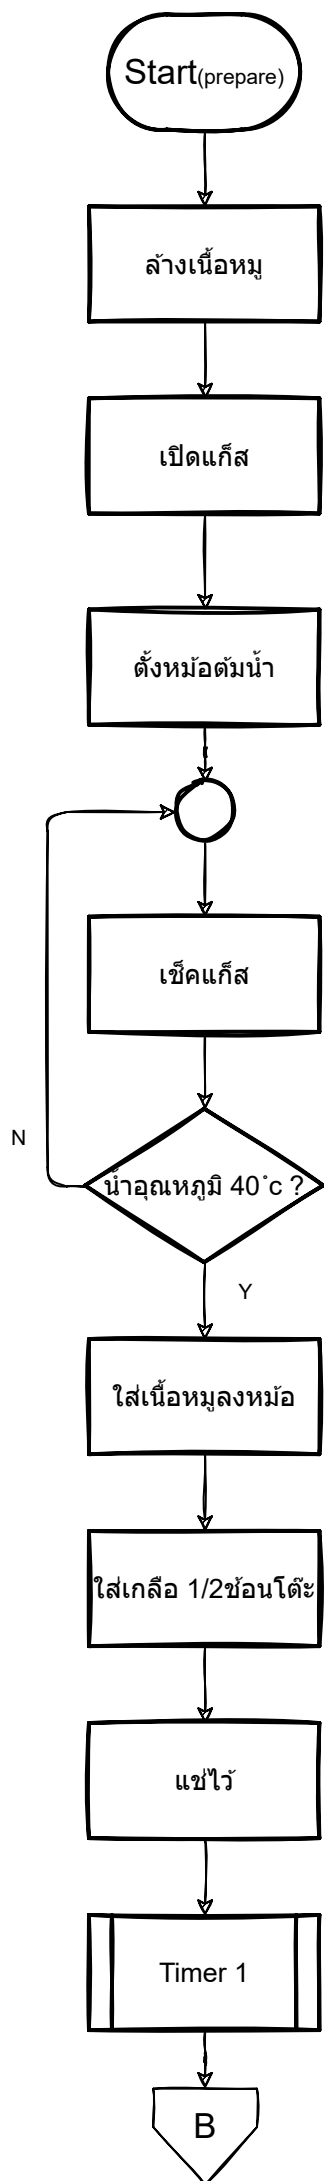 Start(prepare)
ล้างเนื้อหมู
เปิดแก็ส
ตั้งหม้อต้มน้ำ
เช็คแก็ส
N
น้ำอุณหภูมิ 40˚c ?
Y
ใส่เนื้อหมูลงหม้อ
ใส่เกลือ 1/2ช้อนโต๊ะ
แช่ไว้
Timer 1
B